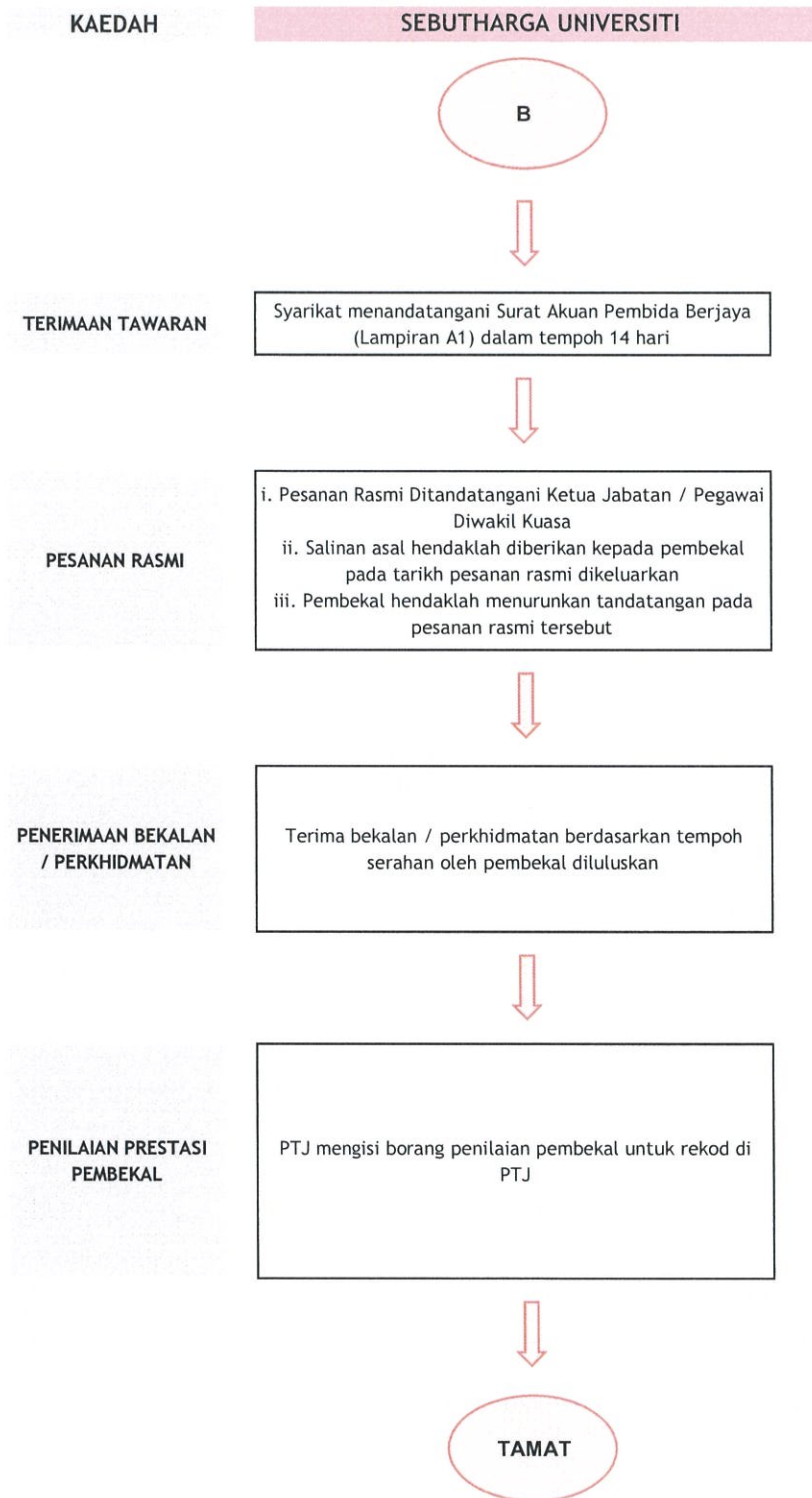 KAEDAH
SEBUTHARGA UNIVERSITI
B
TERIMAAN TAWARAN
Syarikat menandatangani Surat Akuan Pembida Berjaya
(Lampiran A1) dalam tempoh 14 hari
PESANAN RASMI
i. Pesanan Rasmi Ditandatangani Ketua Jabatan / Pegawai
Diwakil Kuasa
ii. Salinan asal hendaklah diberikan kepada pembekal
pada tarikh pesanan rasmi dikeluarkan
iii. Pembekal hendaklah menurunkan tandatangan pada
pesanan rasmi tersebut
PENERIMAAN BEKALAN
/ PERKHIDMATAN
Terima bekalan / perkhidmatan berdasarkan tempoh
serahan oleh pembekal diluluskan
PENILAIAN PRESTASI
PEMBEKAL
PTJ mengisi borang penilaian pembekal untuk rekod di
PTJ
TAMAT